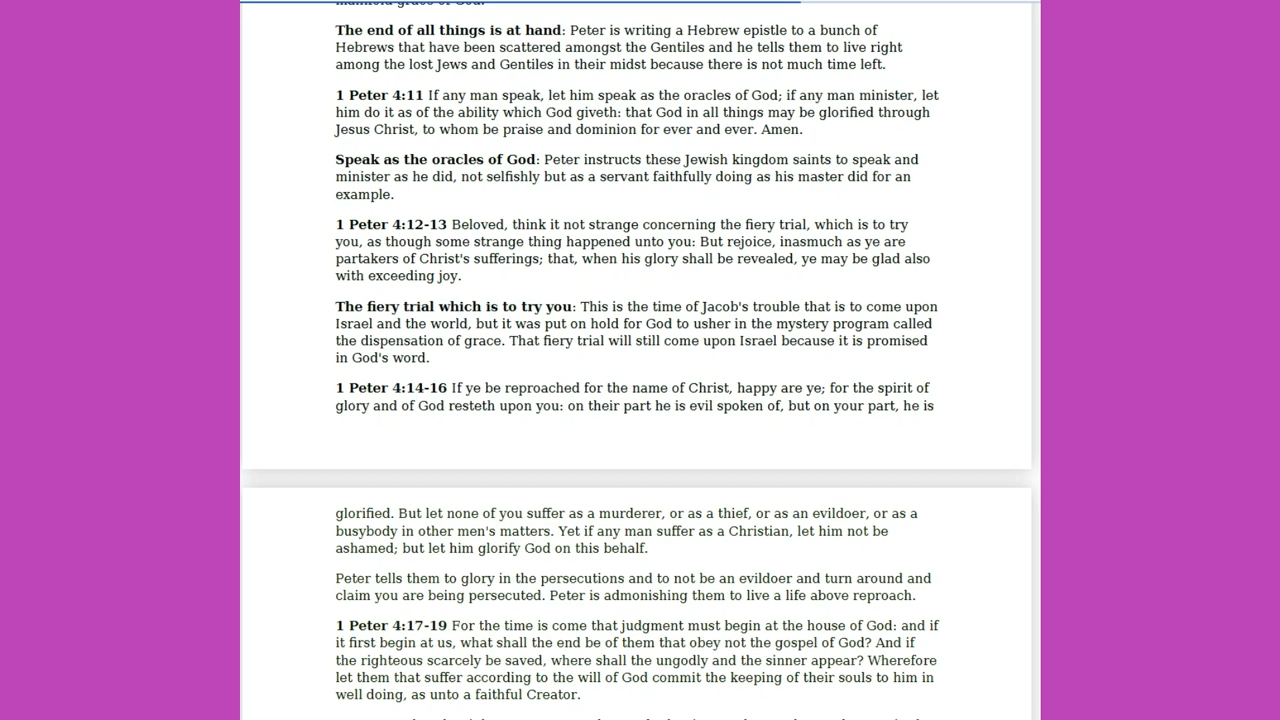 manifold grace of God.
The end of all things is at hand: Peter is writing a Hebrew epistle to a bunch of
Hebrews that have been scattered amongst the Gentiles and he tells them to live right
among the lost Jews and Gentiles in their midst because there is not much time left.
1 Peter 4:11 If any man speak, let him speak as the oracles of God; if any man minister, let
him do it as of the ability which God giveth: that God in all things may be glorified through
Jesus Christ, to whom be praise and dominion for ever and ever. Amen.
Speak as the oracles of God: Peter instructs these Jewish kingdom saints to speak and
minister as he did, not selfishly but as a servant faithfully doing as his master did for an
example.
1 Peter 4:12-13 Beloved, think it not strange concerning the fiery trial, which is to try
you, as though some strange thing happened unto you: But rejoice, inasmuch as ye are
partakers of Christ's sufferings; that, when his glory shall be revealed, ye may be glad also
with exceeding joy.
The fiery trial which is to try you: This is the time of Jacob's trouble that is to come upon
Israel and the world, but it was put on hold for God to usher in the mystery program called
the dispensation of grace. That fiery trial will still come upon Israel because it is promised
in God's word.
1 Peter 4:14-16 If ye be reproached for the name of Christ, happy are ye; for the spirit of
glory and of God resteth upon you: on their part he is evil spoken of, but on your part, he is
glorified. But let none of you suffer as a murderer, or as a thief, or as an evildoer, or as a
busybody in other men's matters. Yet if any man suffer as a Christian, let him not be
ashamed; but let him glorify God on this behalf.
Peter tells them to glory in the persecutions and to not be an evildoer and turn around and
claim you are being persecuted. Peter is admonishing them to live a life above reproach.
1 Peter 4:17-19 For the time is come that judgment must begin at the house of God: and if
it first begin at us, what shall the end be of them that obey not the gospel of God? And if
the righteous scarcely be saved, where shall the ungodly and the sinner appear? Wherefore
let them that suffer according to the will of God commit the keeping of their souls to him in
well doing, as unto a faithful Creator.